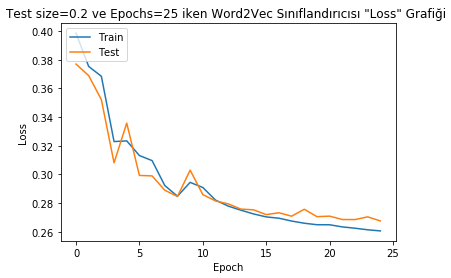 Test size=0.2 ve Epochs=25 iken Word2Vec Sınıflandırıcısı "Loss" Grafiği
0.40
0.38
0.36
0.34
0.32
0.30
0.28
0.26
Loss
Train
Test
0 5 10 15 20 25
Epoch